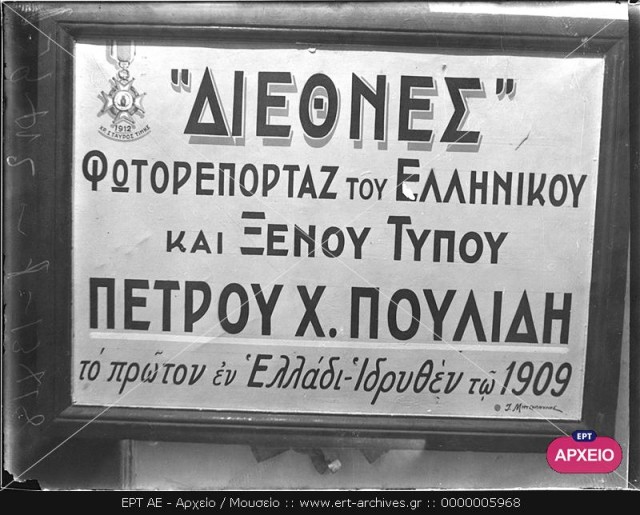 1912
"ΔΙΕΘΝΕΣ"
ΦΩΤΟΡΕΠΟΡΤΑΖ ΤΟΥ ΕΛΛΗΝΙΚΟΥ
ΚΑΙ ΞΕΝΟΥ ΤΥΠΟΥ
ΠΕΤΡΟΥ Χ. ΠΟΥΛΙΔΗ
τό πρῶτον ἐν Ἑλλάδι-Ἱδρυθὲν τῷ 1909
ΕΡΤ
ΑΡΧΕΙΟ
ΕΡΤ ΑΕ - Αρχείο / Μουσείο :: www.ert-archives.gr :: 0000005968